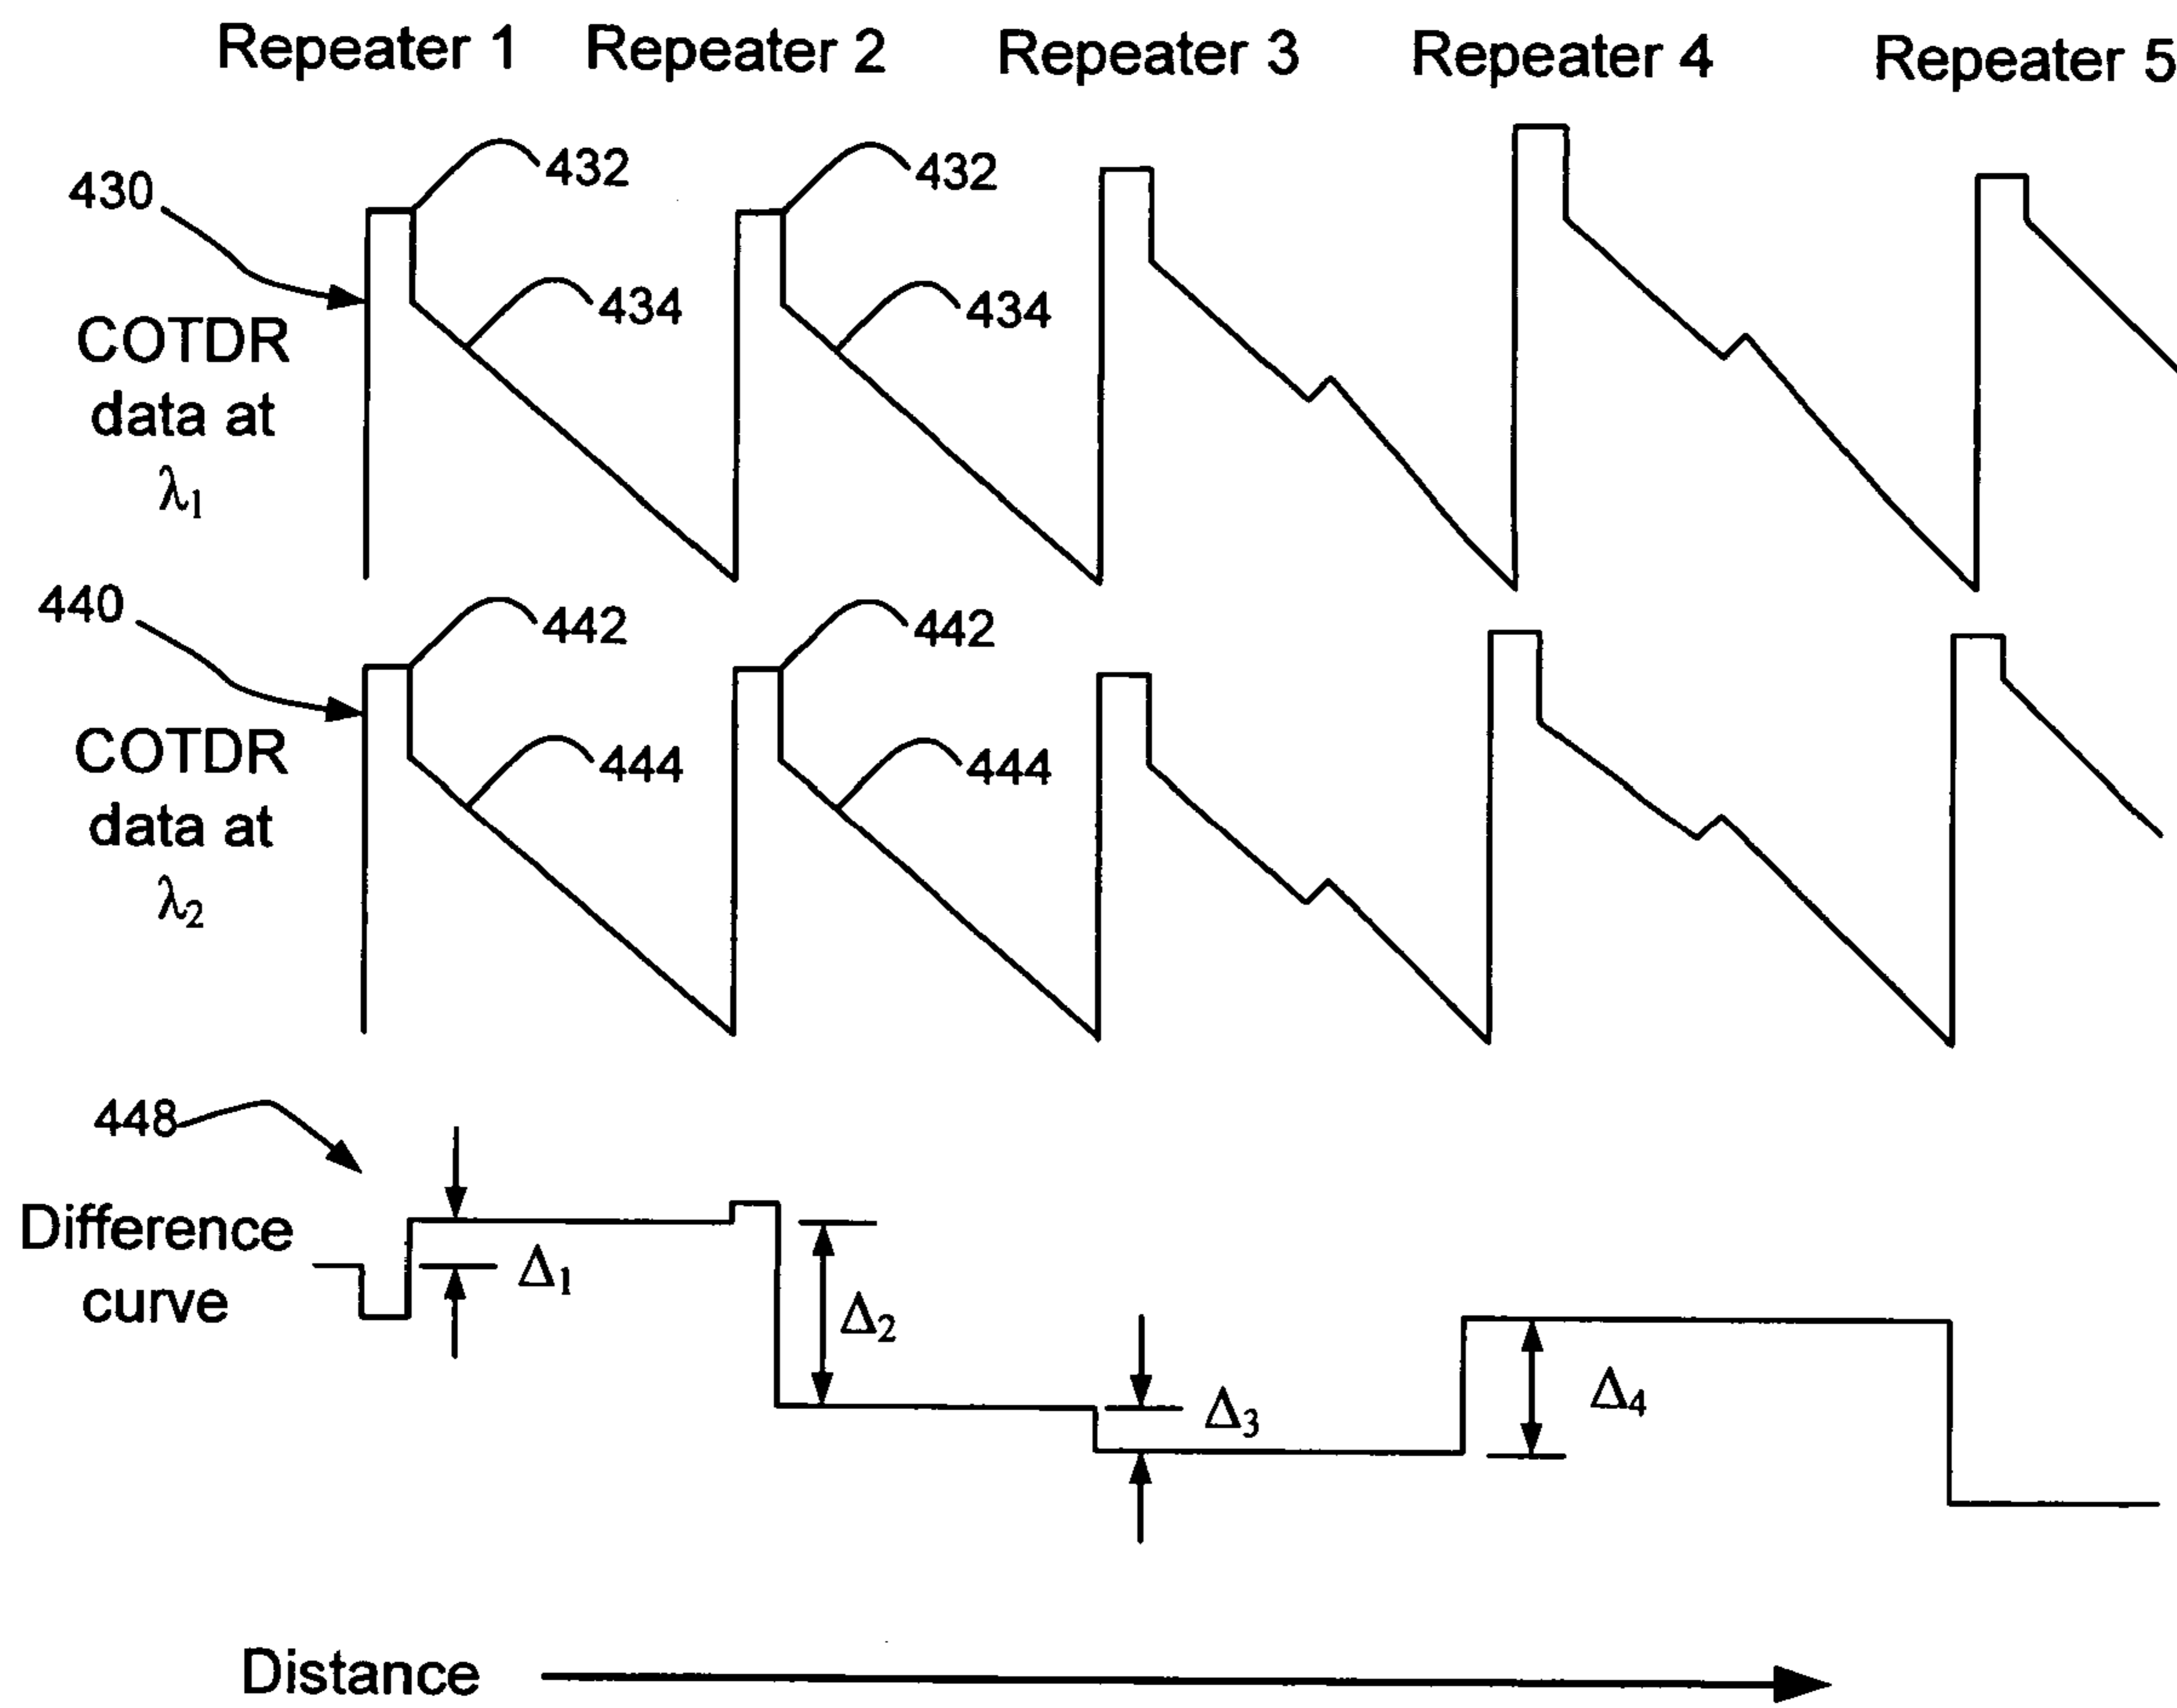 Repeater 1 Repeater 2 Repeater 3 Repeater 4 Repeater 5
432 432
430
434 434
COTDR
data at
λ1
440
442 442
COTDR
data at
λ2
444 444
448
Difference
curve
Δ1
Δ2
Δ3
Δ4
Distance